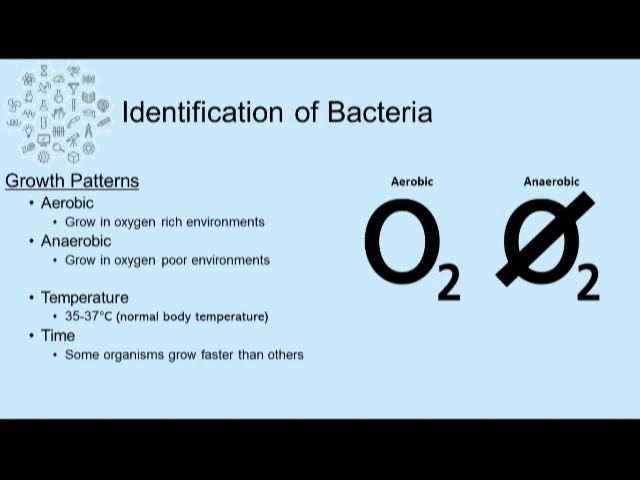 Identification of Bacteria
Growth Patterns
• Aerobic
• Grow in oxygen rich environments
• Anaerobic
• Grow in oxygen poor environments
• Temperature
• 35-37°C (normal body temperature)
• Time
• Some organisms grow faster than others
Aerobic
O2
Anaerobic
O2